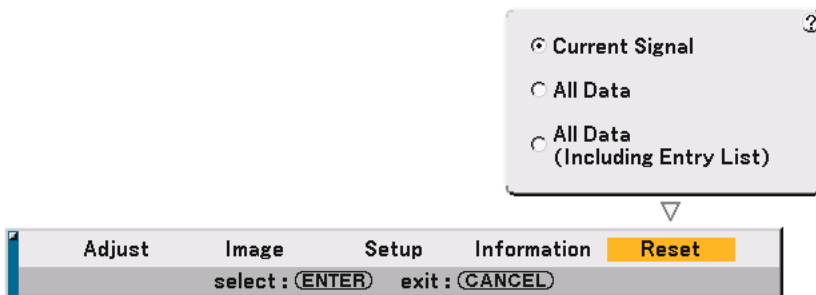 ?
Current Signal
All Data
All Data
(Including Entry List)
Adjust Image Setup Information Reset
select : ENTER exit : CANCEL